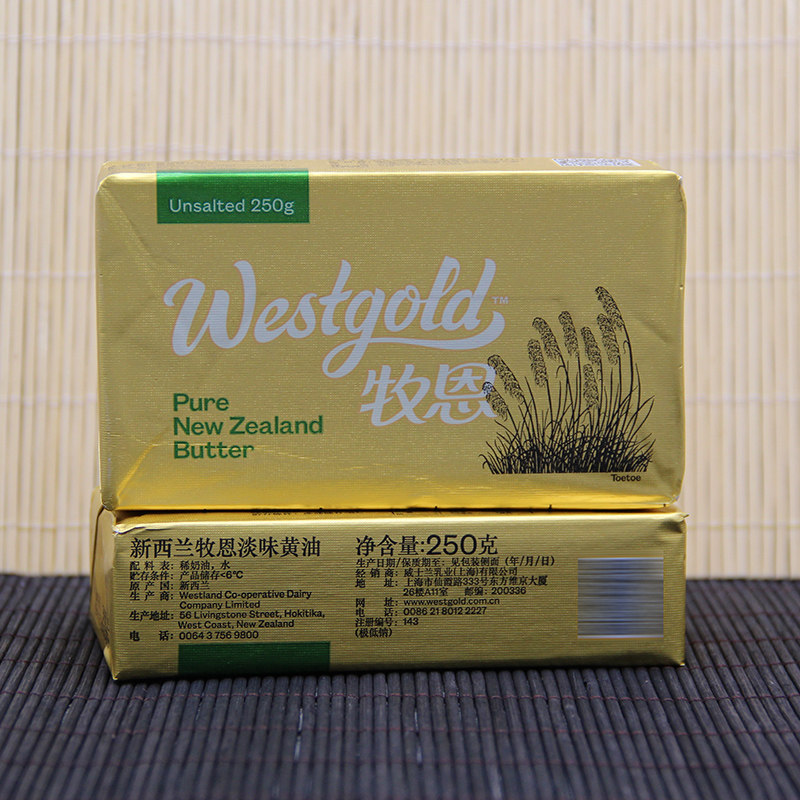 Unsalted 250g
Westgold™
牧恩
Pure
New Zealand
Butter
Toetoe
新西兰牧恩淡味黄油
配 料 表: 稀奶油, 水
贮存条件: 产品储存<6°C
原 产 国: 新西兰
生 产 商: Westland Co-operative Dairy
Company Limited
生产地址: 56 Livingstone Street, Hokitika,
West Coast, New Zealand
电 话: 0064 3 756 9800
净含量:250克
生产日期/保质期至: 见包装侧面 (年/月/日)
经 销 商: 威士兰乳业(上海)有限公司
地 址: 上海市仙霞路333号东方维京大厦
26楼A11室 邮编: 200336
网 址: www.westgold.com.cn
电 话: 0086 21 8012 2227
注册编号: 143
(极低钠)